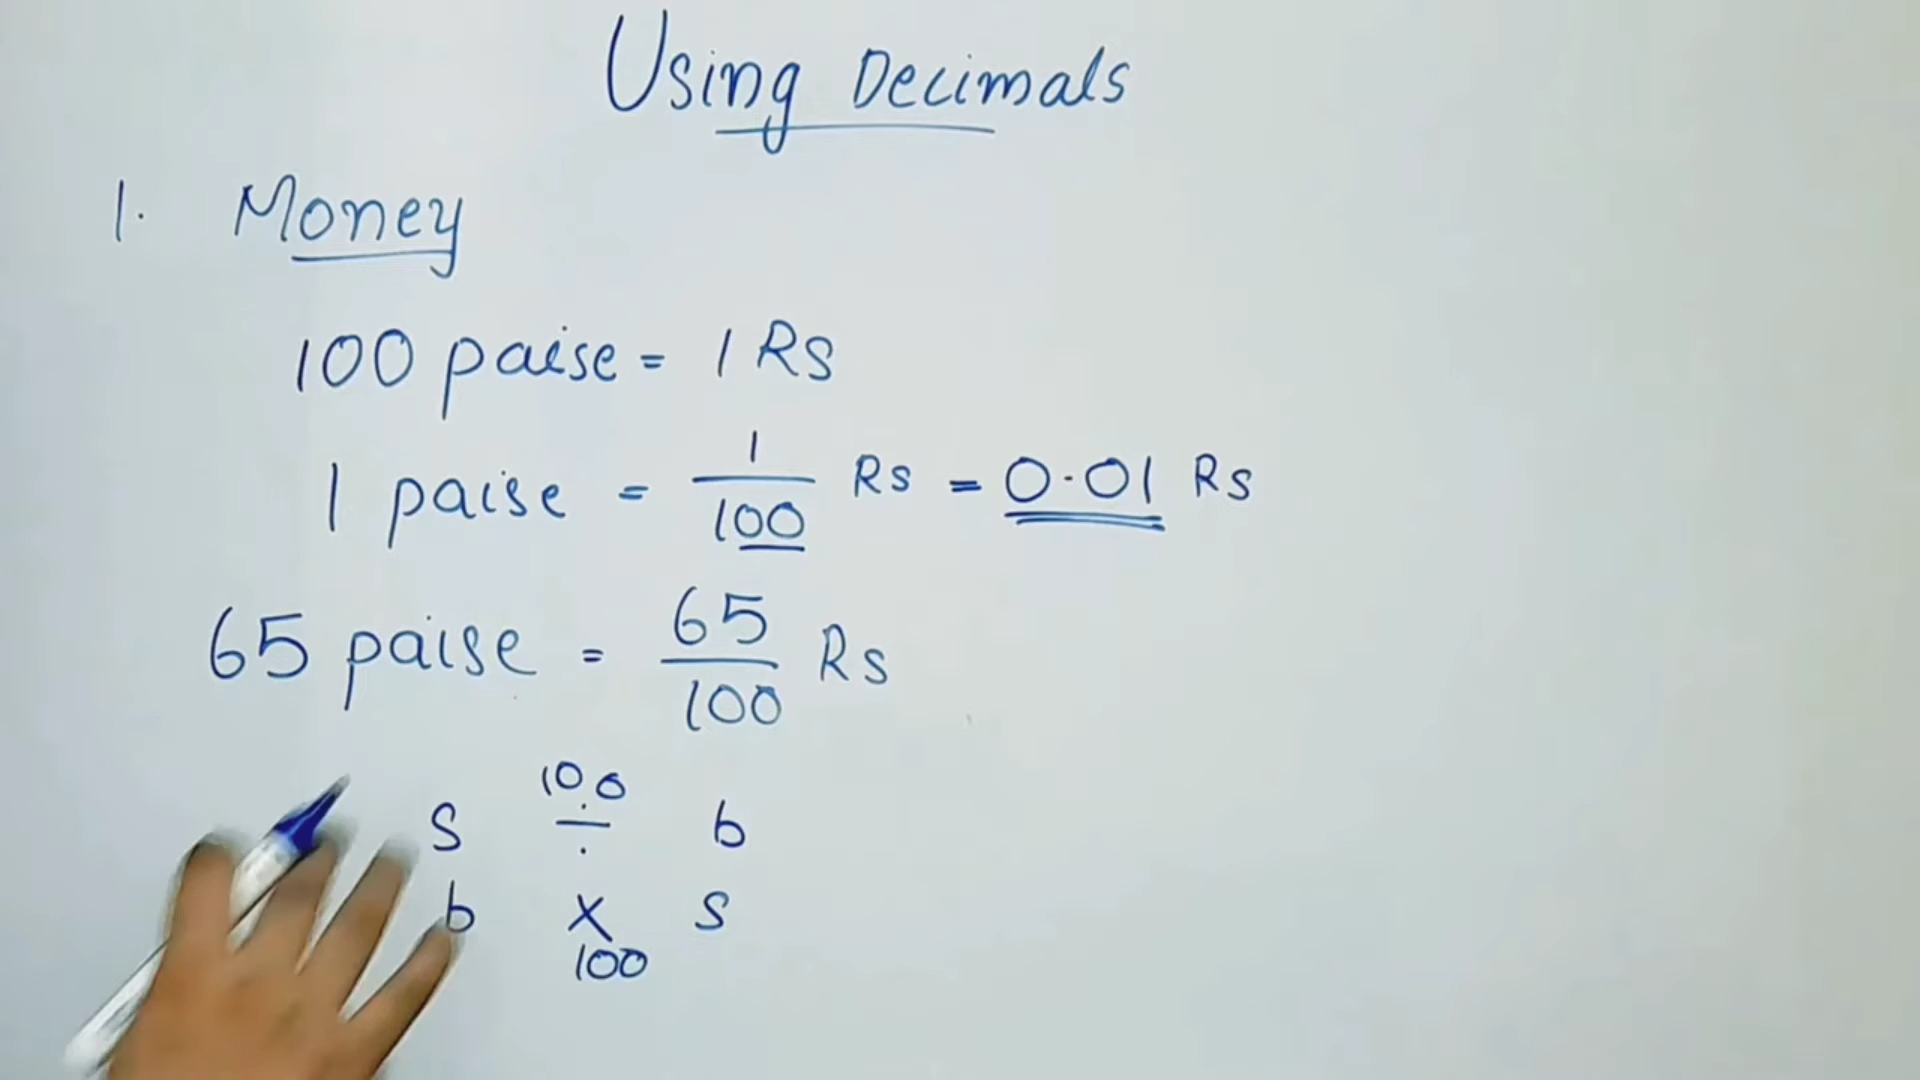 Using Decimals
1. Money
100 paise = 1 Rs
1 paise = 1/100 Rs = 0.01 Rs
65 paise = 65/100 Rs
100
s ÷ b
b × s
100